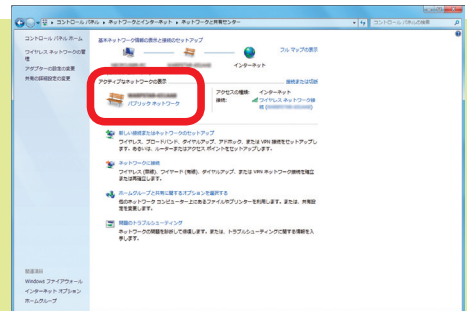 コントロール パネル ▸ ネットワークとインターネット ▸ ネットワークと共有センター
コントロール パネルの検索
コントロール パネル ホーム
ワイヤレス ネットワークの管理
アダプターの設定の変更
共有の詳細設定の変更
基本ネットワーク情報の表示と接続のセットアップ
フル マップの表示
インターネット
アクティブなネットワークの表示
接続または切断
パブリック ネットワーク
アクセスの種類: インターネット
接続: ワイヤレス ネットワーク接
続
新しい接続またはネットワークのセットアップ
ワイヤレス、ブロードバンド、ダイヤルアップ、アドホック、または VPN 接続をセットアップし
ます。あるいは、ルーターまたはアクセス ポイントをセットアップします。
ネットワークに接続
ワイヤレス (無線)、ワイヤード (有線)、ダイヤルアップ、または VPN ネットワーク接続を確立
または再確立します。
ホームグループと共有に関するオプションを選択する
他のネットワーク コンピューター上にあるファイルやプリンターを利用します。または、共有設
定を変更します。
問題のトラブルシューティング
ネットワークの問題を診断して修復します。または、トラブルシューティングに関する情報を入
手します。
関連項目
Windows ファイアウォール
インターネット オプション
ホームグループ